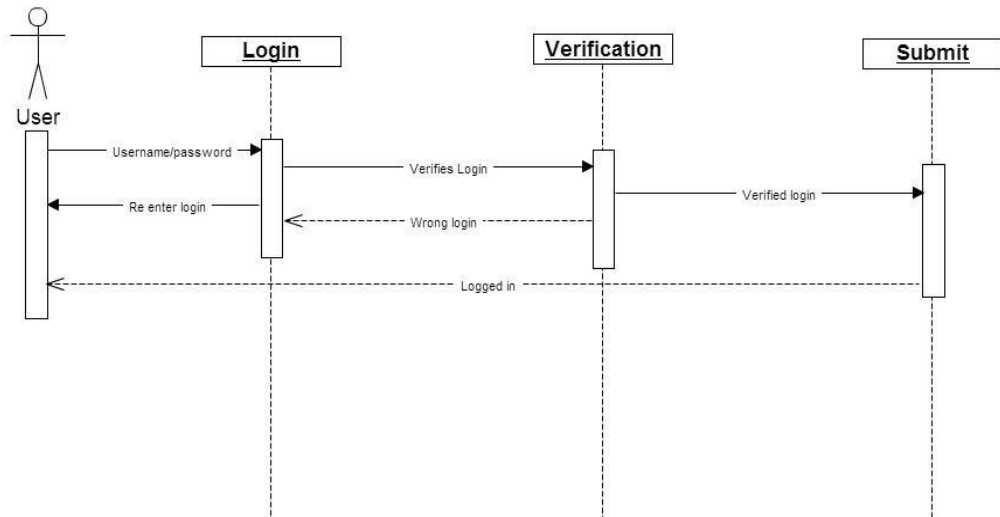 Login
Verification
Submit
User
Username/password
Verifies Login
Verified login
Re enter login
Wrong login
Logged in